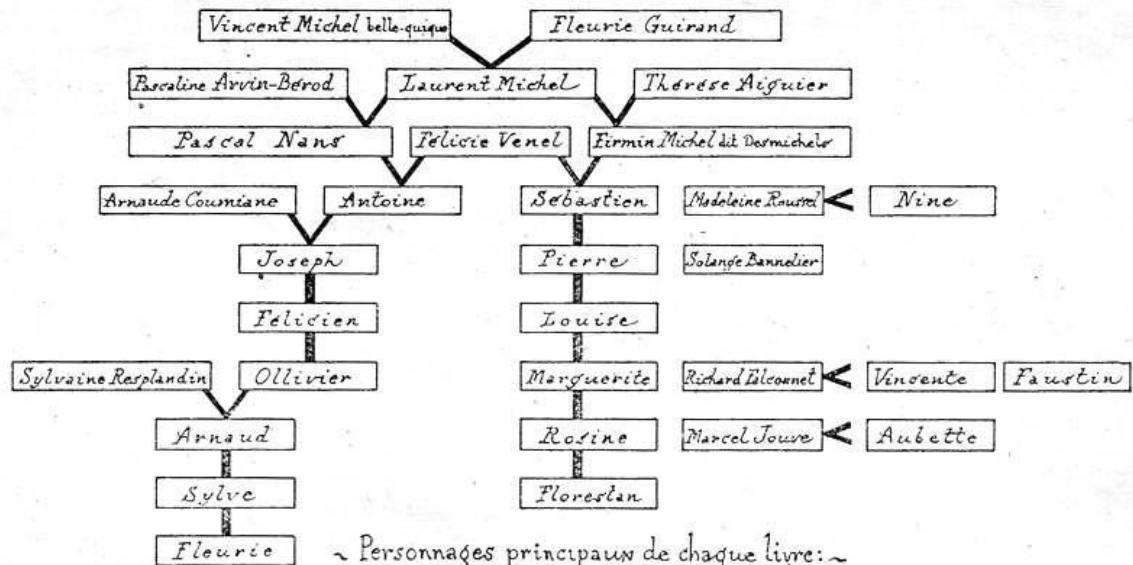 Vincent Michel belle-quique Fleurie Guirand
Pascaline Arvin-Bérod Laurent Michel Thérèse Aiguier
Pascal Nans Félicie Venel Firmin Michel dit Desmichels
Arnaude Coumiane Antoine Sébastien Madeleine Roussel Nine
Joseph Pierre Solange Bannelier
Félicien Louise
Sylvaine Resplandin Ollivier Marguerite Richard Falconnet Vincente Faustin
Arnaud Rosine Marcel Jouve Aubette
Sylve Florestan
Fleurie ~ Personnages principaux de chaque livre: ~